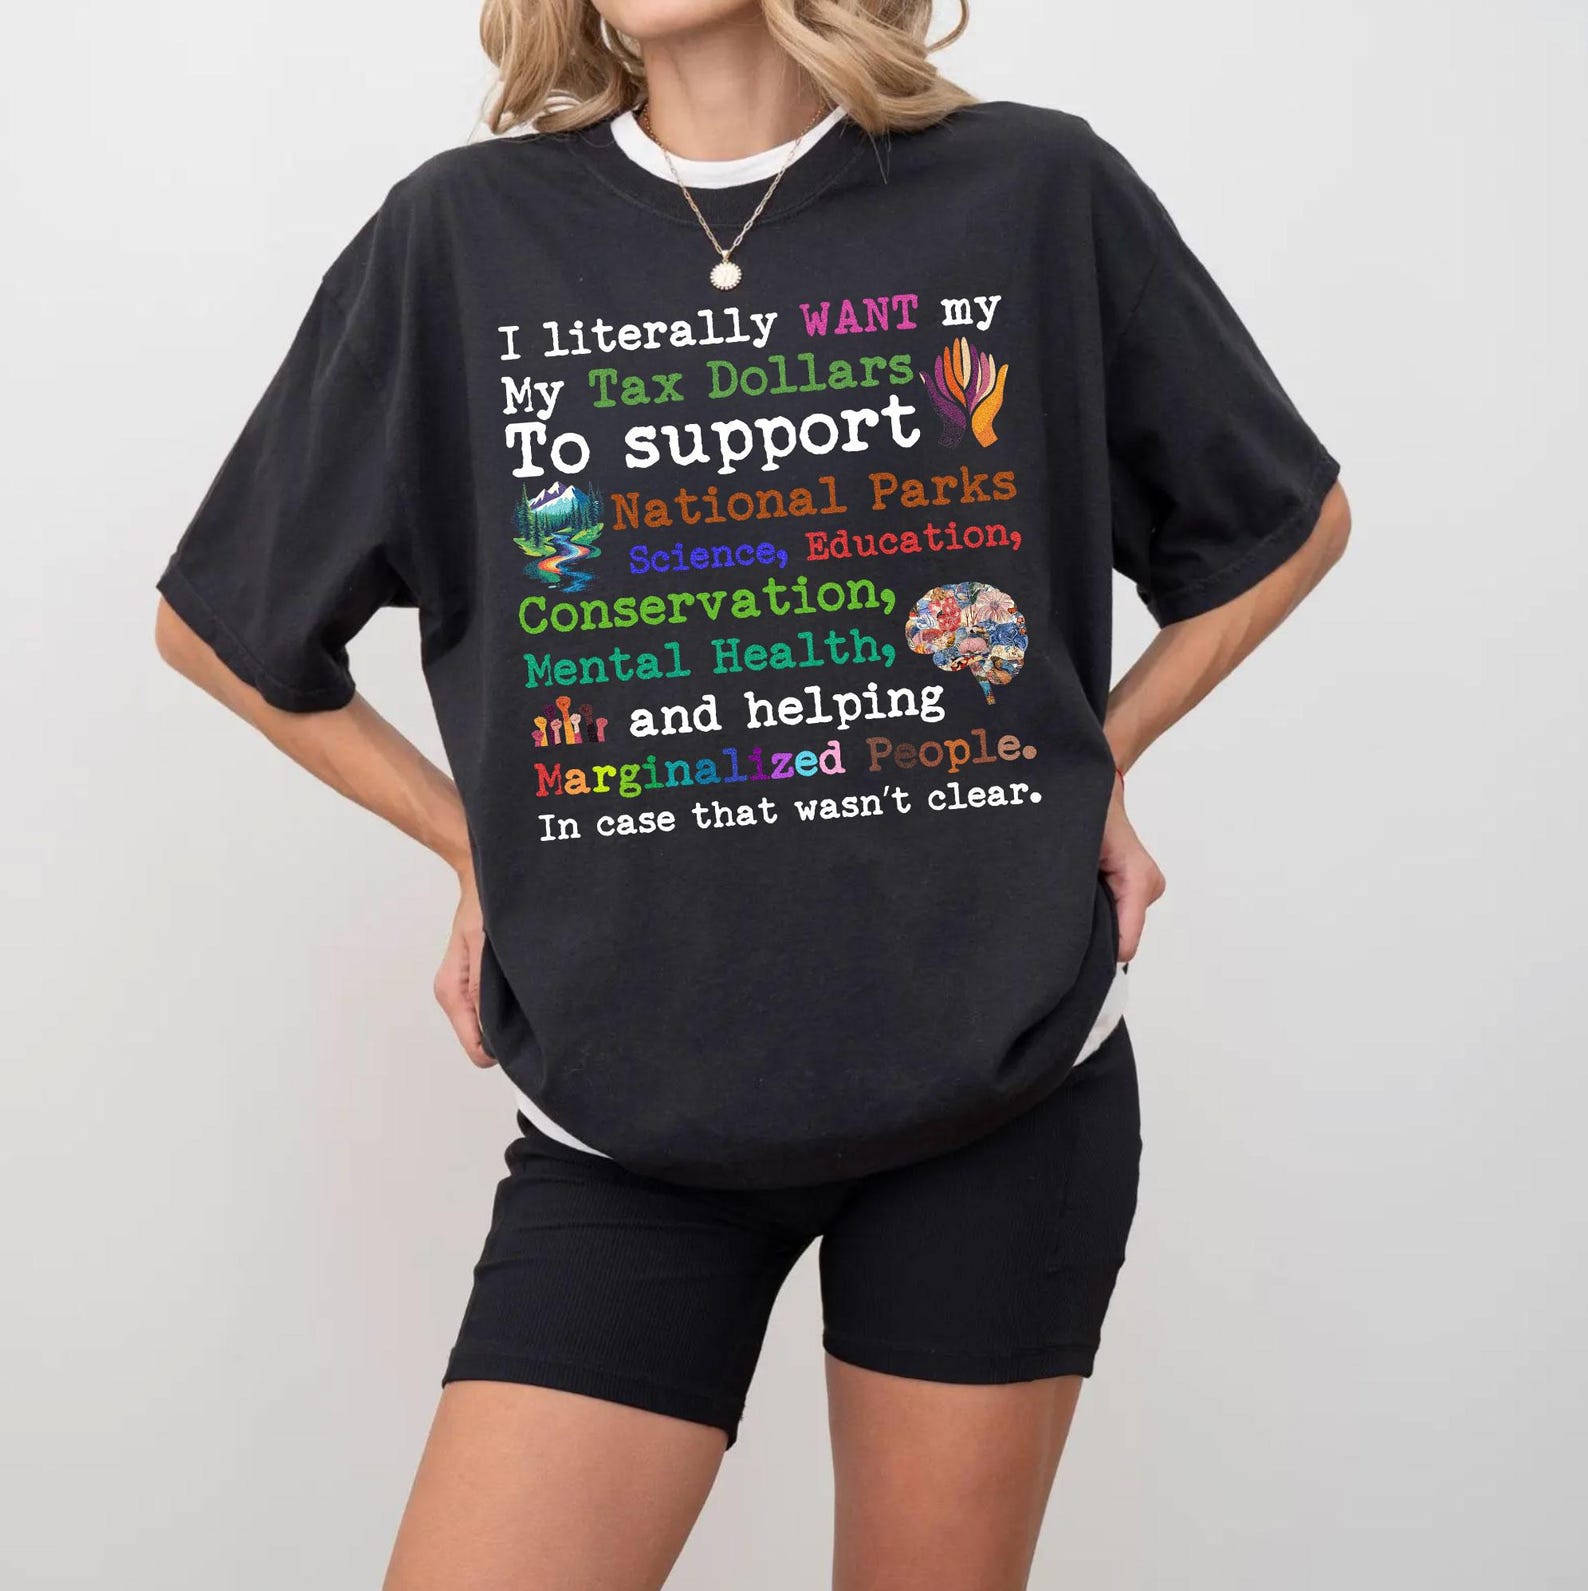 I literally WANT my
My Tax Dollars
To support
National Parks
Science, Education,
Conservation,
Mental Health,
and helping
Marginalized People.
In case that wasn't clear.